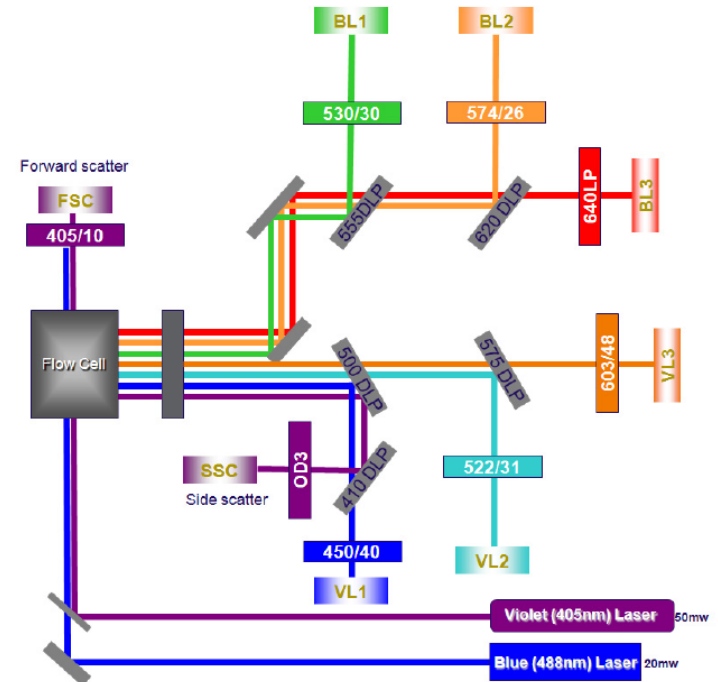 BL1
BL2
530/30
574/26
Forward scatter
FSC
405/10
555DLP
620 DLP
640LP
BL3
Flow Cell
500 DLP
575 DLP
603/48
VL3
SSC
OD3
410 DLP
522/31
Side scatter
450/40
VL2
VL1
Violet (405nm) Laser
50mw
Blue (488nm) Laser
20mw